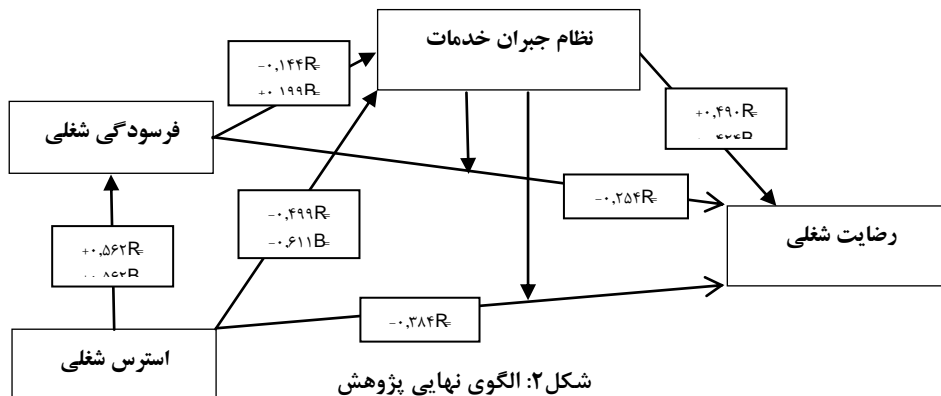 نظام جبران خدمات
-۰,۱۴۴R=
+۰.۱۹۹B=
+۰,۴۹۰R=
فرسودگی شغلی
-۰,۲۵۴R=
-۰,۴۹۹R=
-۰.۶۱۱B=
رضایت شغلی
+۰,۵۶۲R=
-۰,۳۸۴R=
استرس شغلی
شکل۲: الگوی نهایی پژوهش